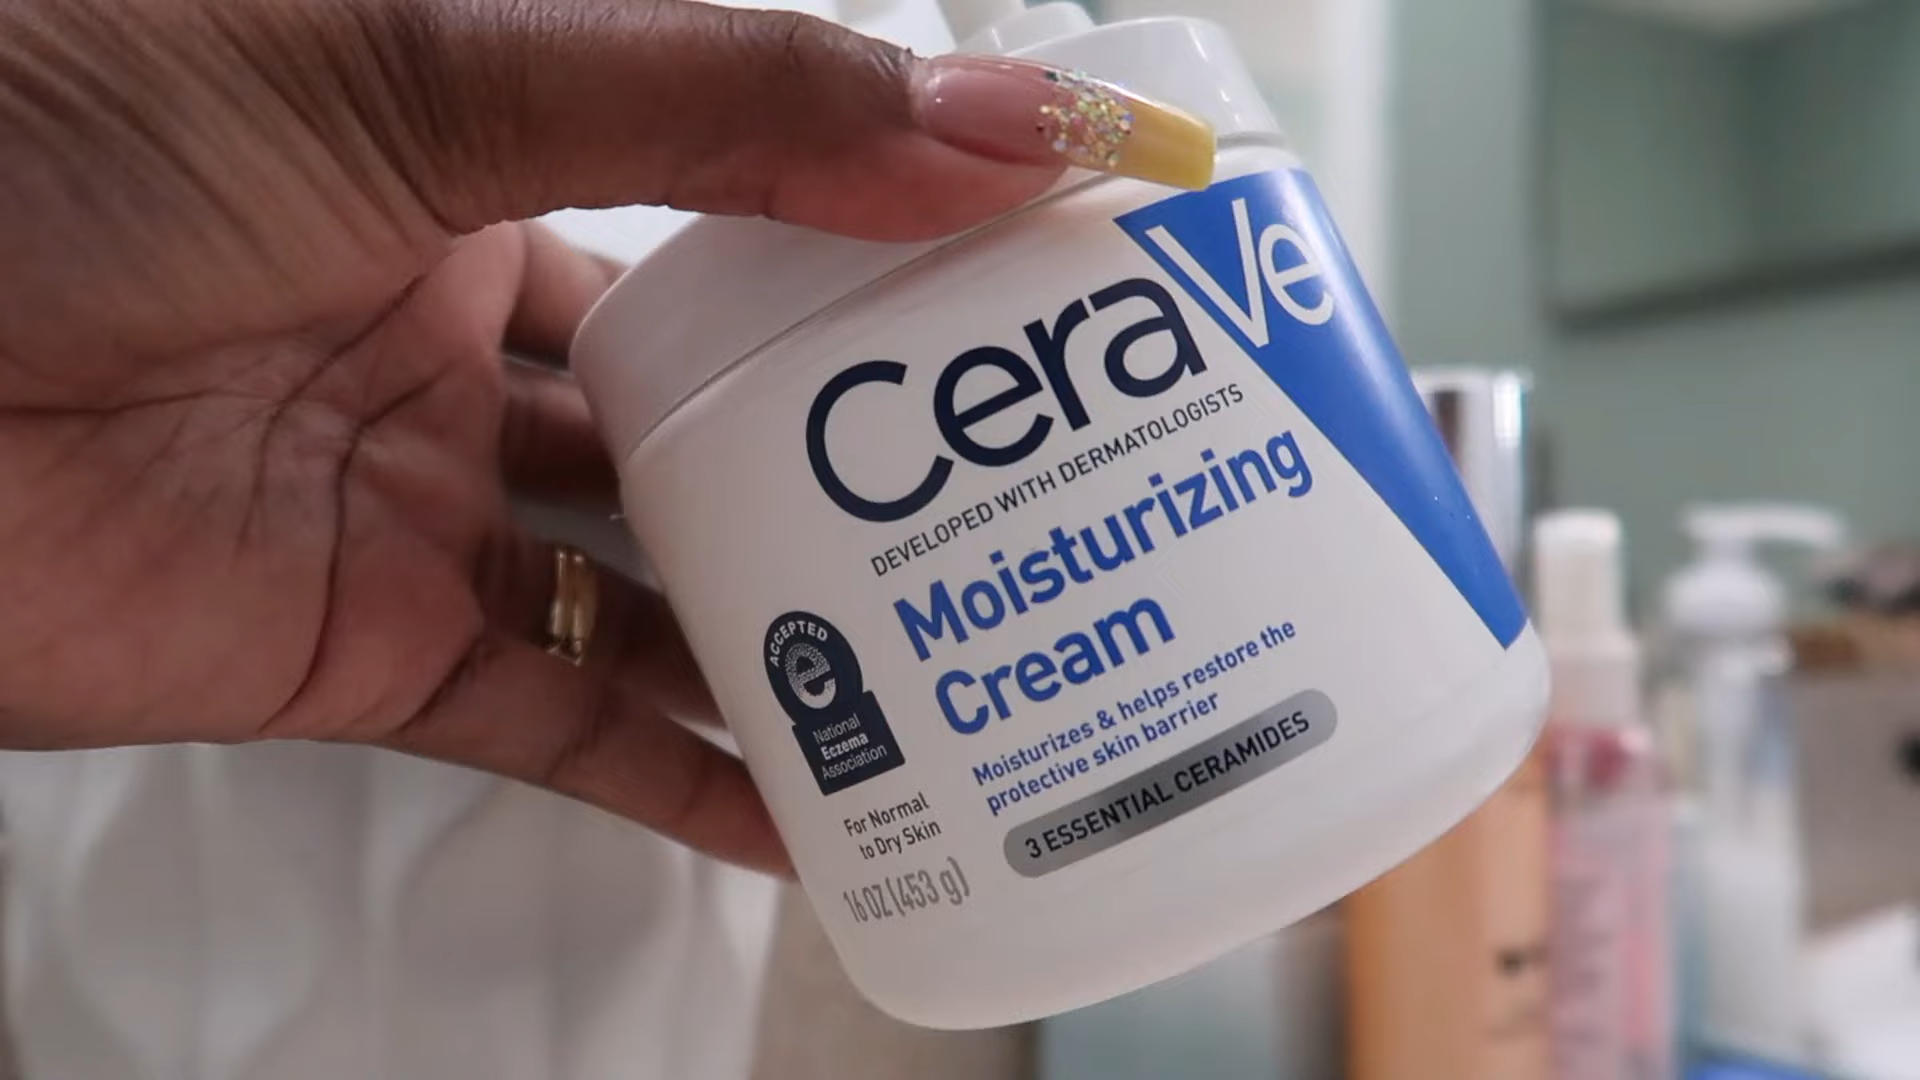 CeraVe
DEVELOPED WITH DERMATOLOGISTS
Moisturizing
Cream
Moisturizes & helps restore the
protective skin barrier
3 ESSENTIAL CERAMIDES
ACCEPTED
e
National
Eczema
Association
For Normal
to Dry Skin
16 OZ (453 g)